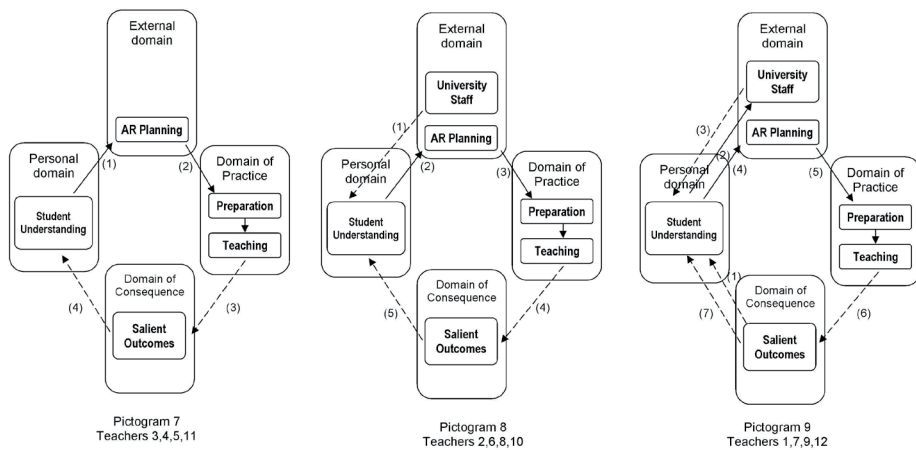 External
domain
AR Planning
(1)
(2)
Personal
domain
Student
Understanding
Domain of
Practice
Preparation
Teaching
(4)
(3)
Domain of
Consequence
Salient
Outcomes
Pictogram 7
Teachers 3,4,5,11
External
domain
University
Staff
(1)
AR Planning
(2)
(3)
Personal domain
Student
Understanding
Domain of
Practice
Preparation
Teaching
(5)
(4)
Domain of
Consequence
Salient
Outcomes
Pictogram 8
Teachers 2,6,8,10
External
domain
University
Staff
(3)
AR Planning
(2)
(4)
(5)
Personal
domain
Student
Understanding
Domain of
Practice
Preparation
Teaching
(1)
(7)
(6)
Domain of
Consequence
Salient
Outcomes
Pictogram 9
Teachers 1,7,9,12